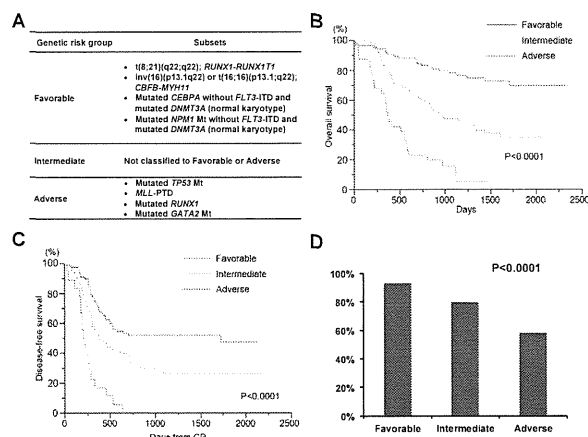 A
Genetic risk group Subsets
Favorable
• t(8;21)(q22;q22); RUNX1-RUNX1T1
• inv(16)(p13.1q22) or t(16;16)(p13.1;q22);
CBFB-MYH11
• Mutated CEBPA without FLT3-ITD and
mutated DNMT3A (normal karyotype)
• Mutated NPM1 Mt without FLT3-ITD and
mutated DNMT3A (normal karyotype)
Intermediate Not classified to Favorable or Adverse
Adverse
• Mutated TP53 Mt
• MLL-PTD
• Mutated RUNX1
• Mutated GATA2 Mt
B
(%)
100
80
60
40
20
0
Overall survival
0 500 1000 1500 2000 2500
Days
Favorable
Intermediate
Adverse
P<0.0001
C
(%)
100
80
60
40
20
0
Disease-free survival
0 500 1000 1500 2000 2500
Days from CR
Favorable
Intermediate
Adverse
P<0.0001
D
P<0.0001
100%
80%
60%
40%
20%
0%
Favorable Intermediate Adverse